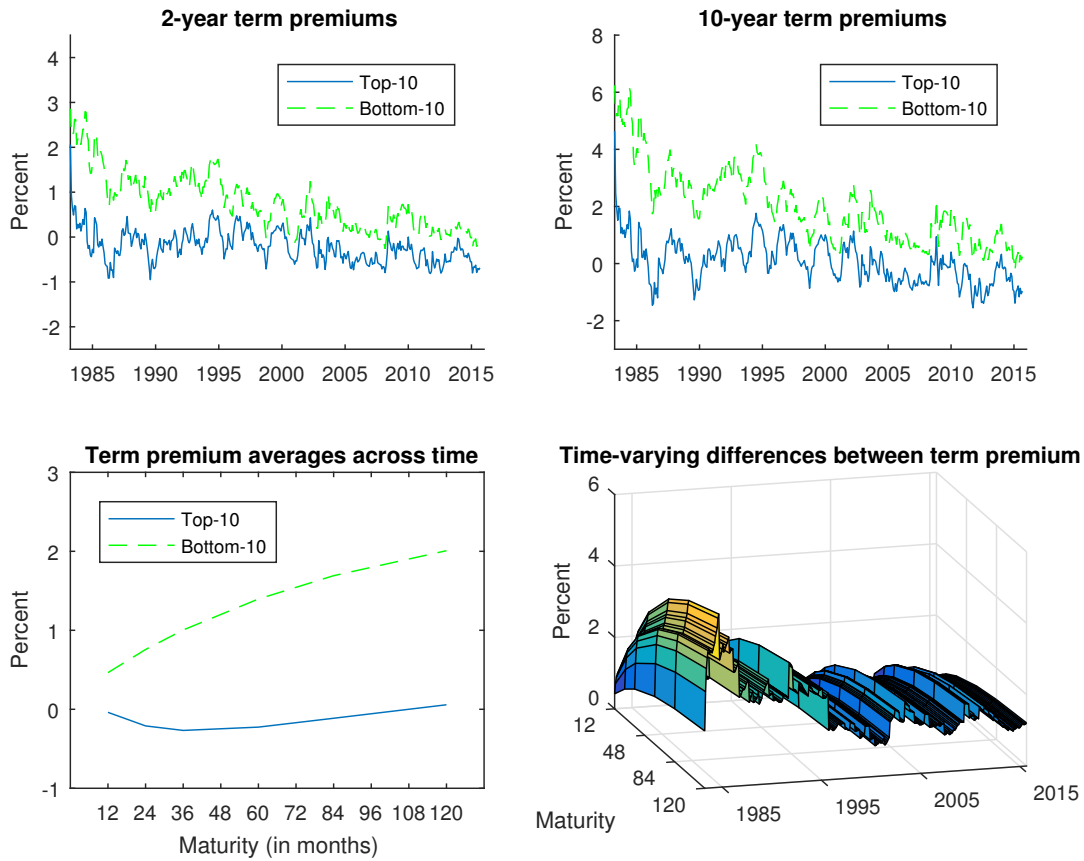 2-year term premiums
4
3
2
1
0
-1
-2
Percent
Top-10
Bottom-10
1985 1990 1995 2000 2005 2010 2015
10-year term premiums
8
6
4
2
0
-2
Percent
Top-10
Bottom-10
1985 1990 1995 2000 2005 2010 2015
Term premium averages across time
3
2
1
0
-1
Percent
Top-10
Bottom-10
12 24 36 48 60 72 84 96 108 120
Maturity (in months)
Time-varying differences between term premium
6
4
2
0
Percent
12
48
84
120
Maturity
1985
1995
2005
2015